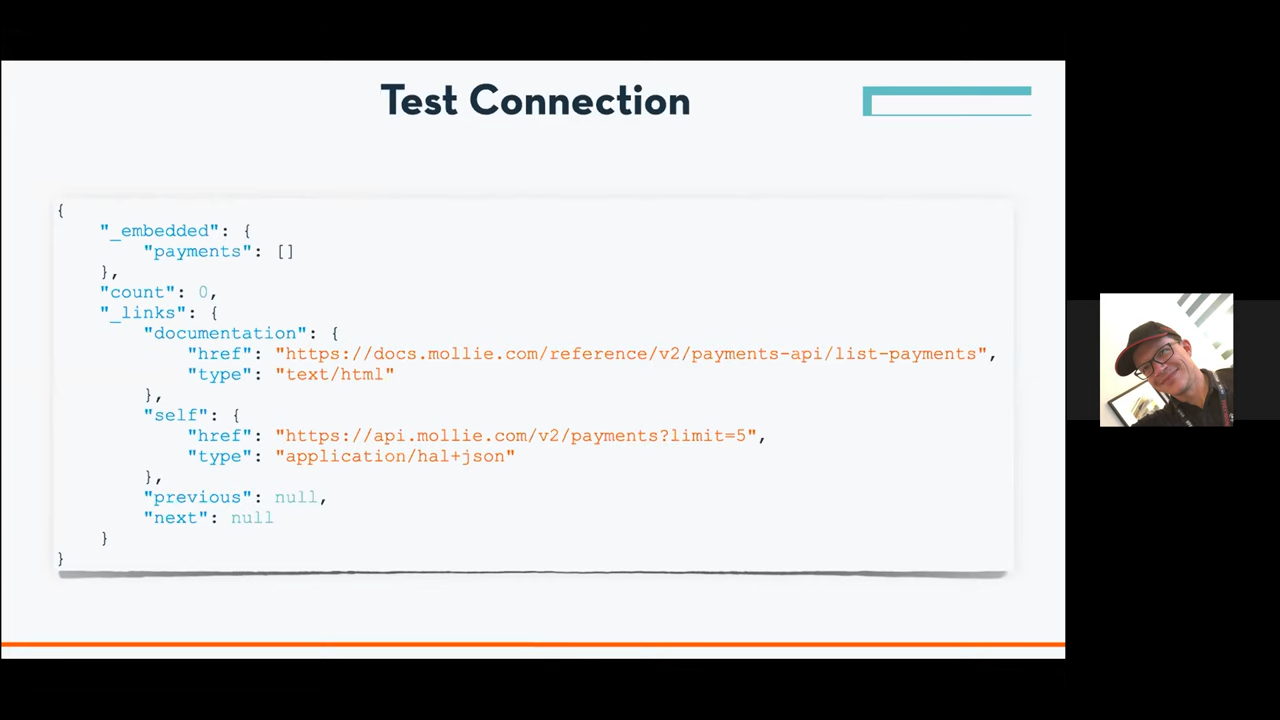 Test Connection
{
    "_embedded": {
        "payments": []
    },
    "count": 0,
    "_links": {
        "documentation": {
            "href": "https://docs.mollie.com/reference/v2/payments-api/list-payments",
            "type": "text/html"
        },
        "self": {
            "href": "https://api.mollie.com/v2/payments?limit=5",
            "type": "application/hal+json"
        },
        "previous": null,
        "next": null
    }
}